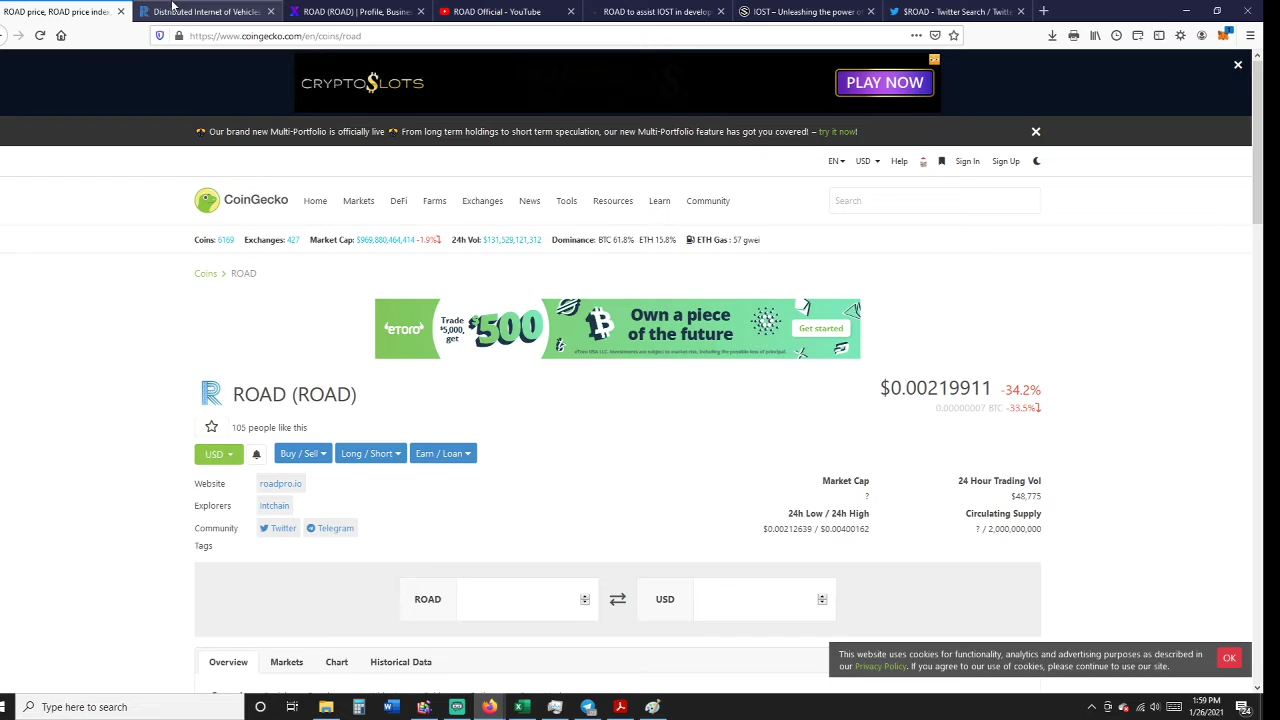 ROAD price, ROAD price index,
Distributed Internet of Vehicles
ROAD (ROAD) | Profile, Busines
ROAD Official - YouTube
ROAD to assist IOST in develop
IOST – Unleashing the power of
$ROAD - Twitter Search / Twitte
https://www.coingecko.com/en/coins/road
CRYPTO$LOTS
PLAY NOW
Our brand new Multi-Portfolio is officially live From long term holdings to short term speculation, our new Multi-Portfolio feature has got you covered! – try it now!
EN USD Help Sign In Sign Up
CoinGecko Home Markets DeFi Farms Exchanges News Tools Resources Learn Community Search
Coins: 6169 Exchanges: 427 Market Cap: $969,880,464,414 -1.9% 24h Vol: $131,529,121,312 Dominance: BTC 61.8% ETH 15.8% ETH Gas : 57 gwei
Coins > ROAD
eToro
Trade $5,000, get $500
Own a piece of the future
Get started
ROAD (ROAD)
$0.00219911 -34.2%
0.00000007 BTC -33.5%
105 people like this
USD Buy / Sell Long / Short Earn / Loan
Website roadpro.io
Explorers Intchain
Community Twitter Telegram
Tags
Market Cap
?
24 Hour Trading Vol
$48,775
24h Low / 24h High
$0.00212639 / $0.00400162
Circulating Supply
? / 2,000,000,000
ROAD USD
Overview Markets Chart Historical Data
This website uses cookies for functionality, analytics and advertising purposes as described in
our Privacy Policy. If you agree to our use of cookies, please continue to use our site.
OK
Type here to search
1:59 PM
1/26/2021
24